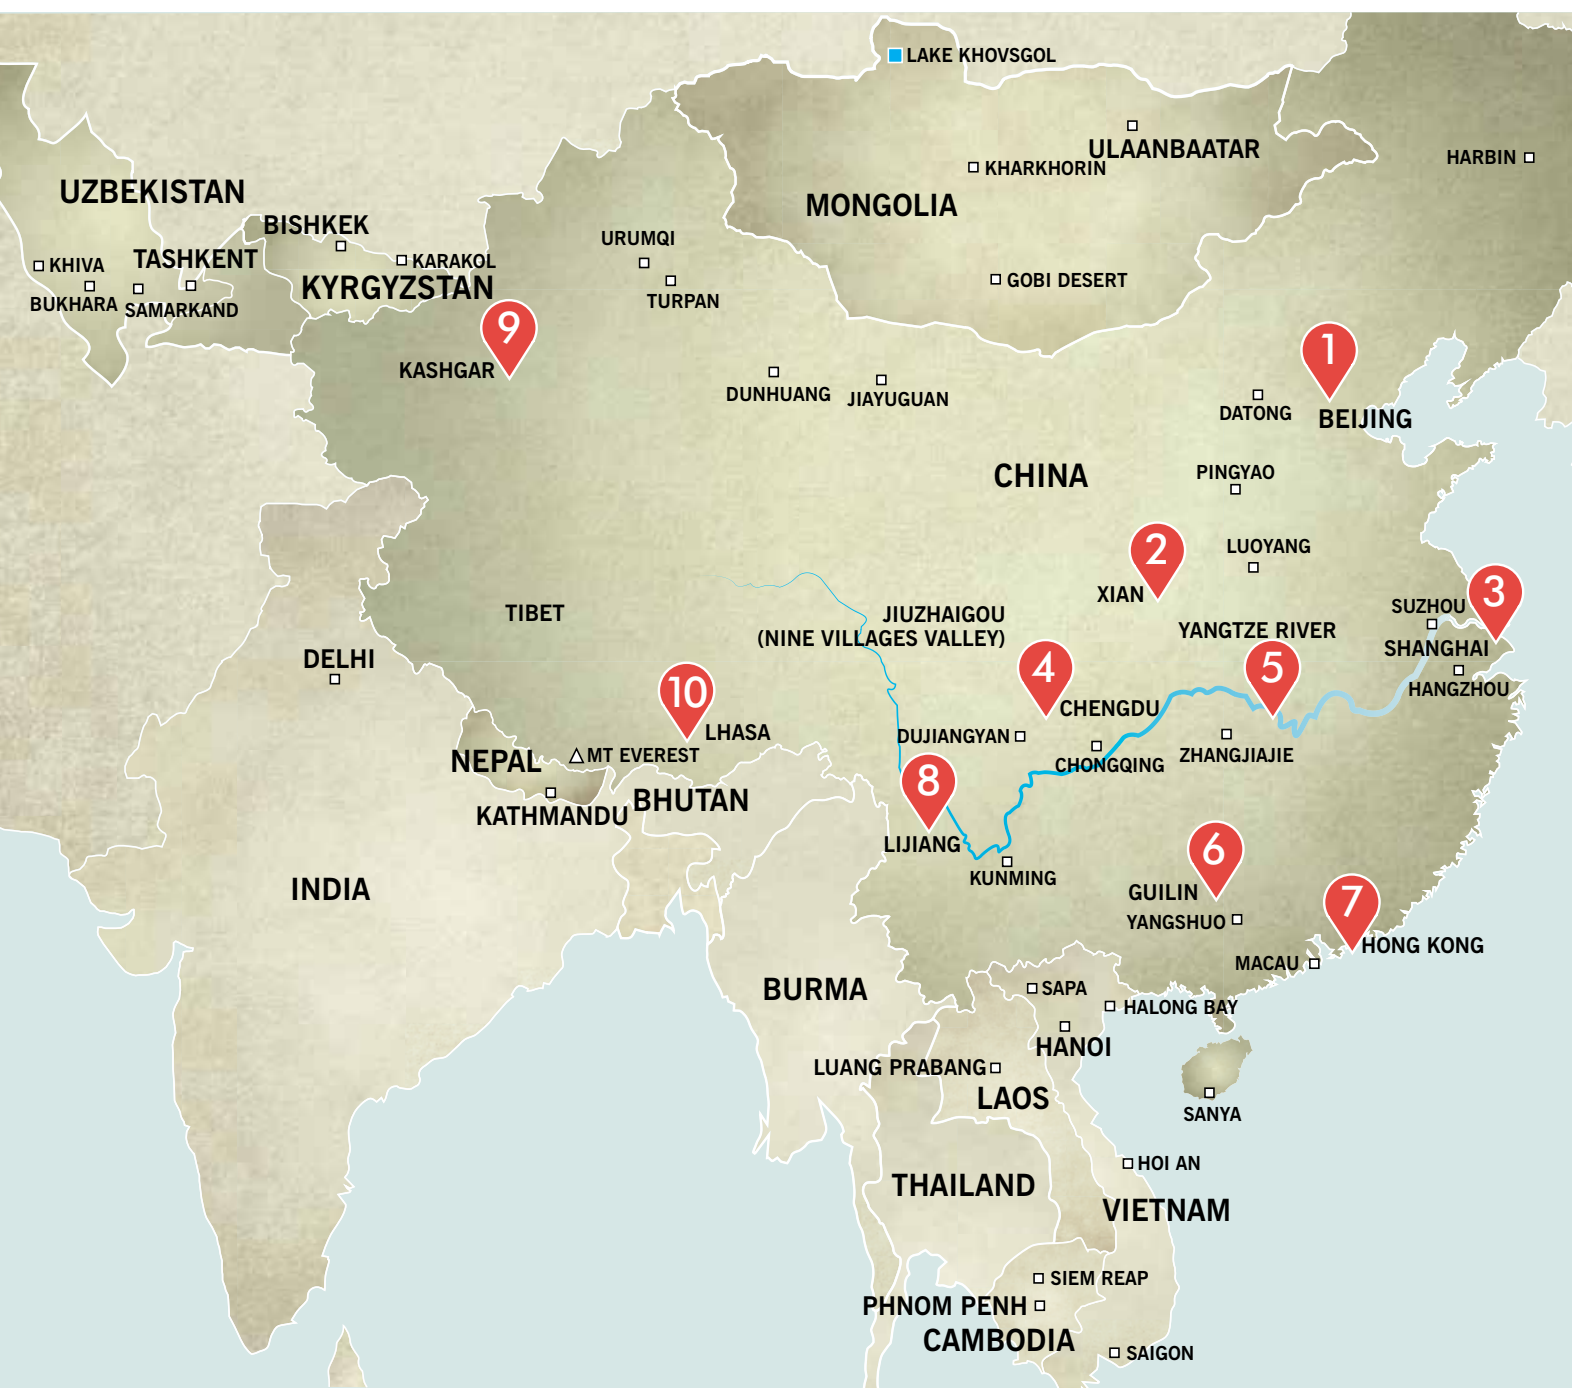 LAKE KHOVSGOL
ULAANBAATAR
HARBIN
KHARKHORIN
UZBEKISTAN
MONGOLIA
BISHKEK
URUMQI
TASHKENT
KARAKOL
KHIVA
KYRGYZSTAN
GOBI DESERT
BUKHARA
SAMARKAND
TURPAN
9
1
KASHGAR
DUNHUANG
JIAYUGUAN
DATONG
BEIJING
CHINA
PINGYAO
2
LUOYANG
XIAN
3
SUZHOU
TIBET
JIUZHAIGOU
(NINE VILLAGES VALLEY)
YANGTZE RIVER
SHANGHAI
DELHI
4
5
HANGZHOU
10
CHENGDU
LHASA
DUJIANGYAN
NEPAL
MT EVEREST
CHONGQING
ZHANGJIAJIE
8
BHUTAN
KATHMANDU
LIJIANG
6
KUNMING
INDIA
GUILIN
7
YANGSHUO
HONG KONG
MACAU
BURMA
SAPA
HALONG BAY
HANOI
LUANG PRABANG
LAOS
SANYA
HOI AN
THAILAND
VIETNAM
SIEM REAP
PHNOM PENH
CAMBODIA
SAIGON